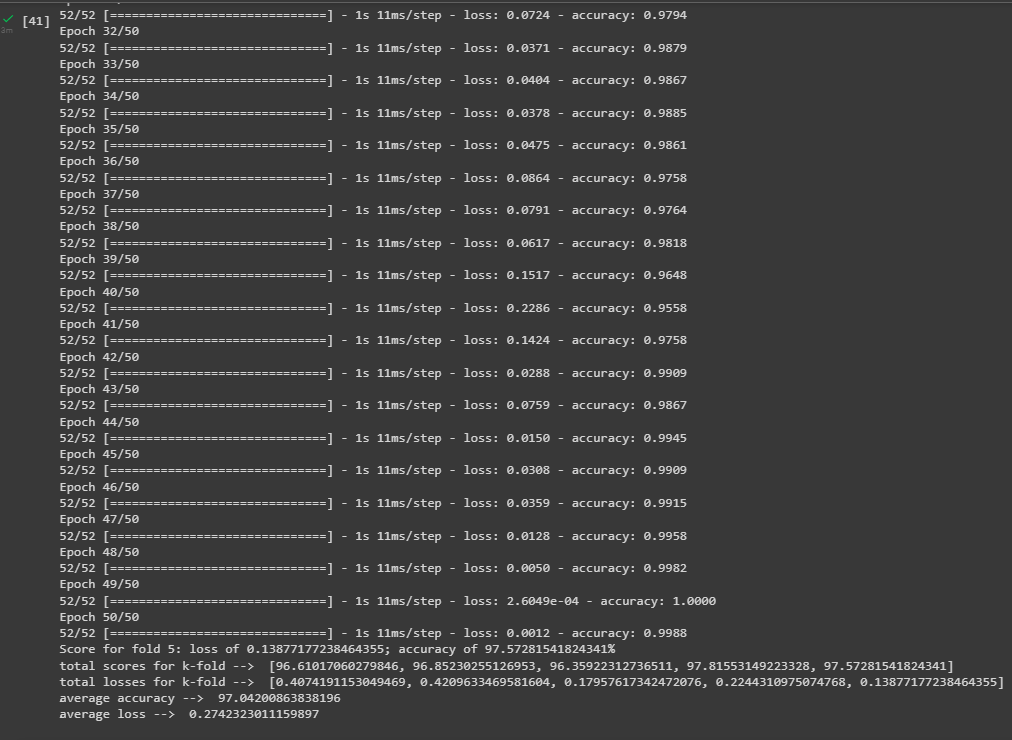 [41] 52/52 [==============================] - 1s 11ms/step - loss: 0.0724 - accuracy: 0.9794
Epoch 32/50
52/52 [==============================] - 1s 11ms/step - loss: 0.0371 - accuracy: 0.9879
Epoch 33/50
52/52 [==============================] - 1s 11ms/step - loss: 0.0404 - accuracy: 0.9867
Epoch 34/50
52/52 [==============================] - 1s 11ms/step - loss: 0.0378 - accuracy: 0.9885
Epoch 35/50
52/52 [==============================] - 1s 11ms/step - loss: 0.0475 - accuracy: 0.9861
Epoch 36/50
52/52 [==============================] - 1s 11ms/step - loss: 0.0864 - accuracy: 0.9758
Epoch 37/50
52/52 [==============================] - 1s 11ms/step - loss: 0.0791 - accuracy: 0.9764
Epoch 38/50
52/52 [==============================] - 1s 11ms/step - loss: 0.0617 - accuracy: 0.9818
Epoch 39/50
52/52 [==============================] - 1s 11ms/step - loss: 0.1517 - accuracy: 0.9648
Epoch 40/50
52/52 [==============================] - 1s 11ms/step - loss: 0.2286 - accuracy: 0.9558
Epoch 41/50
52/52 [==============================] - 1s 11ms/step - loss: 0.1424 - accuracy: 0.9758
Epoch 42/50
52/52 [==============================] - 1s 11ms/step - loss: 0.0288 - accuracy: 0.9909
Epoch 43/50
52/52 [==============================] - 1s 11ms/step - loss: 0.0759 - accuracy: 0.9867
Epoch 44/50
52/52 [==============================] - 1s 11ms/step - loss: 0.0150 - accuracy: 0.9945
Epoch 45/50
52/52 [==============================] - 1s 11ms/step - loss: 0.0308 - accuracy: 0.9909
Epoch 46/50
52/52 [==============================] - 1s 11ms/step - loss: 0.0359 - accuracy: 0.9915
Epoch 47/50
52/52 [==============================] - 1s 11ms/step - loss: 0.0128 - accuracy: 0.9958
Epoch 48/50
52/52 [==============================] - 1s 11ms/step - loss: 0.0050 - accuracy: 0.9982
Epoch 49/50
52/52 [==============================] - 1s 11ms/step - loss: 2.6049e-04 - accuracy: 1.0000
Epoch 50/50
52/52 [==============================] - 1s 11ms/step - loss: 0.0012 - accuracy: 0.9988
Score for fold 5: loss of 0.13877177238464355; accuracy of 97.57281541824341%
total scores for k-fold --> [96.61017060279846, 96.85230255126953, 96.35922312736511, 97.81553149223328, 97.57281541824341]
total losses for k-fold --> [0.4074191153049469, 0.4209633469581604, 0.17957617342472076, 0.2244310975074768, 0.13877177238464355]
average accuracy --> 97.04200863838196
average loss --> 0.2742323011159897